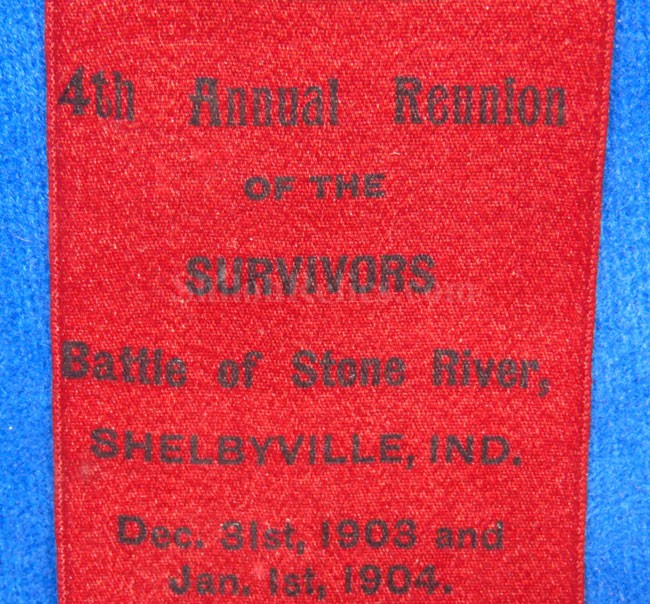 4th Annual Reunion
OF THE
SURVIVORS
Battle of Stone River,
SHELBYVILLE, IND.
Dec. 31st, 1903 and
Jan. 1st, 1904.